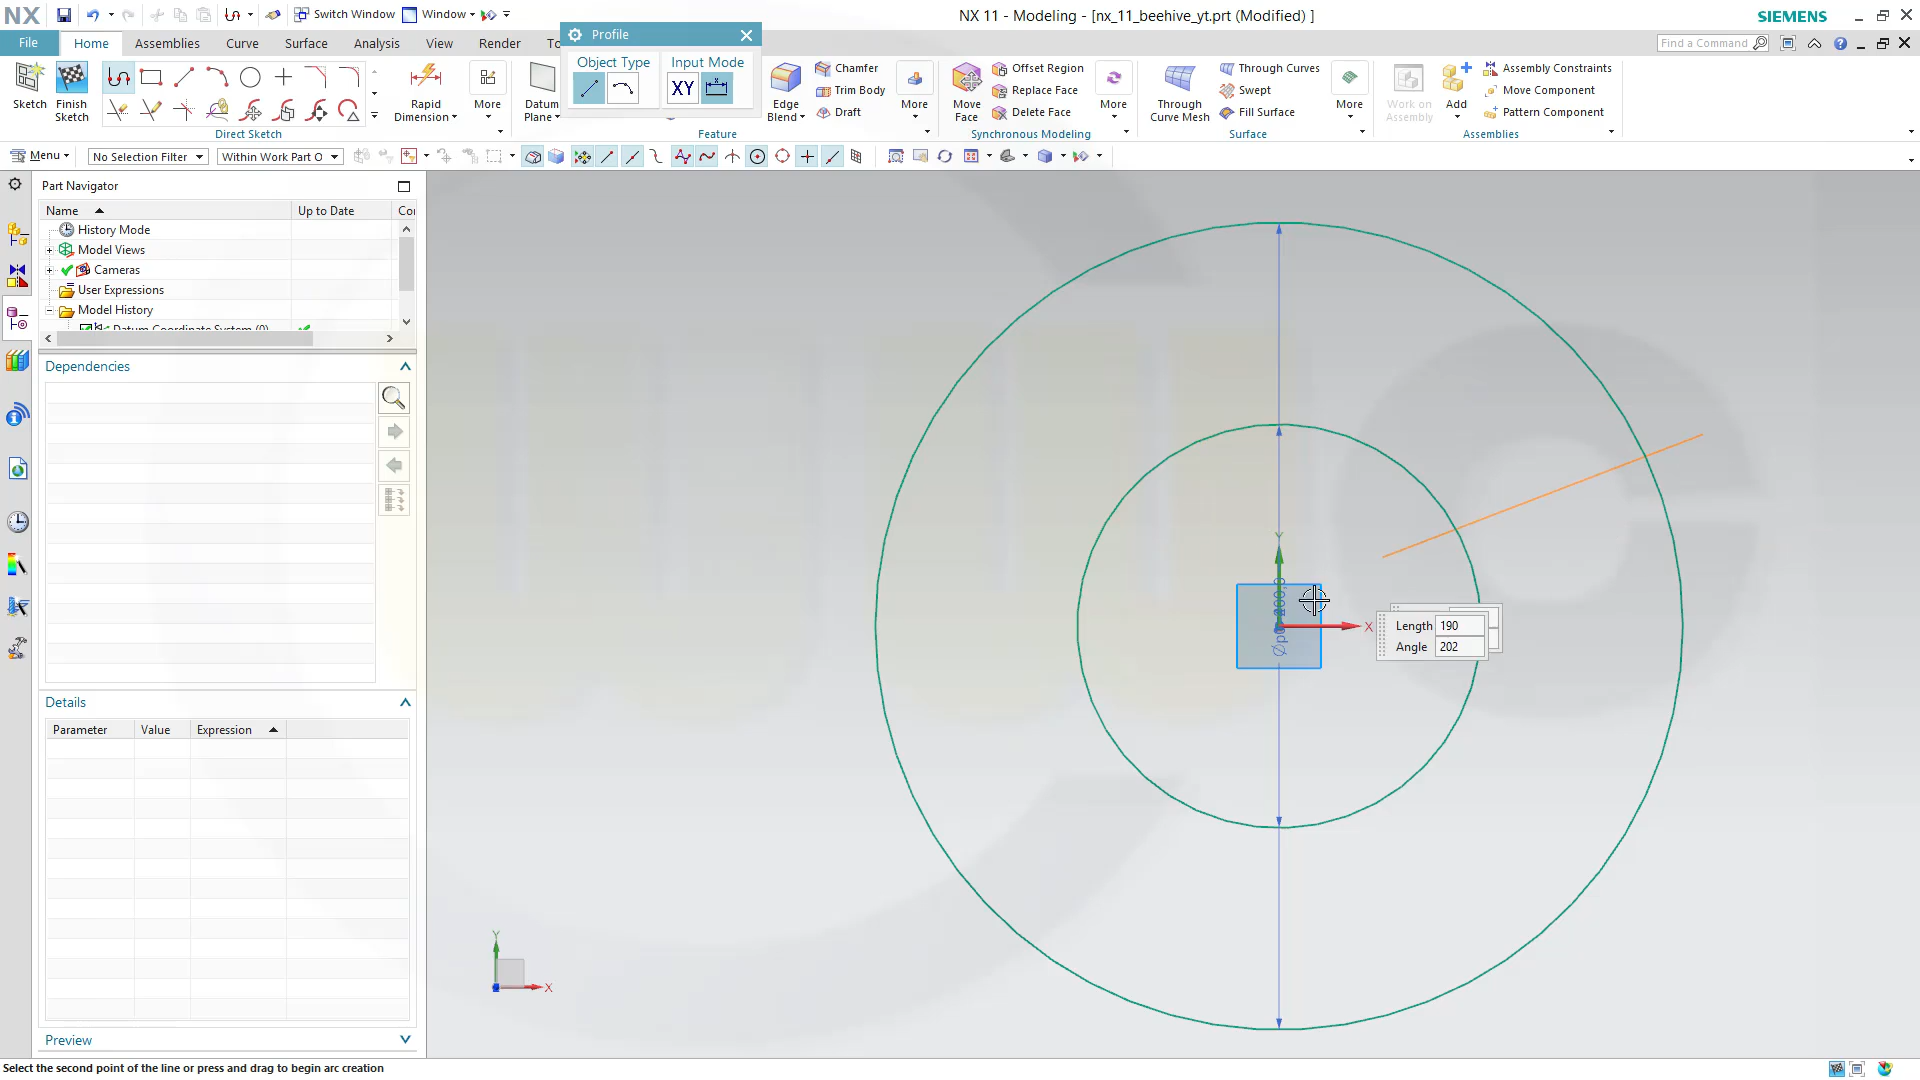 NX
Switch Window
Window
NX 11 - Modeling - [nx_11_beehive_yt.prt (Modified) ]
SIEMENS
File
Home
Assemblies
Curve
Surface
Analysis
View
Render
To
Find a Command
Profile
Object Type
Input Mode
XY
Sketch
Finish Sketch
Rapid Dimension
More
Datum Plane
Edge Blend
Chamfer
Trim Body
Draft
More
Move Face
Offset Region
Replace Face
Delete Face
More
Through Curve Mesh
Through Curves
Swept
Fill Surface
More
Work on Assembly
Add
Assembly Constraints
Move Component
Pattern Component
Direct Sketch
Feature
Synchronous Modeling
Surface
Assemblies
Menu
No Selection Filter
Within Work Part O
Part Navigator
Name
Up to Date
Co
History Mode
Model Views
Cameras
User Expressions
Model History
Datum Coordinate System (0)
Dependencies
Details
Parameter
Value
Expression
Preview
Y
X
Length 190
Angle 202
Y
X
Select the second point of the line or press and drag to begin arc creation